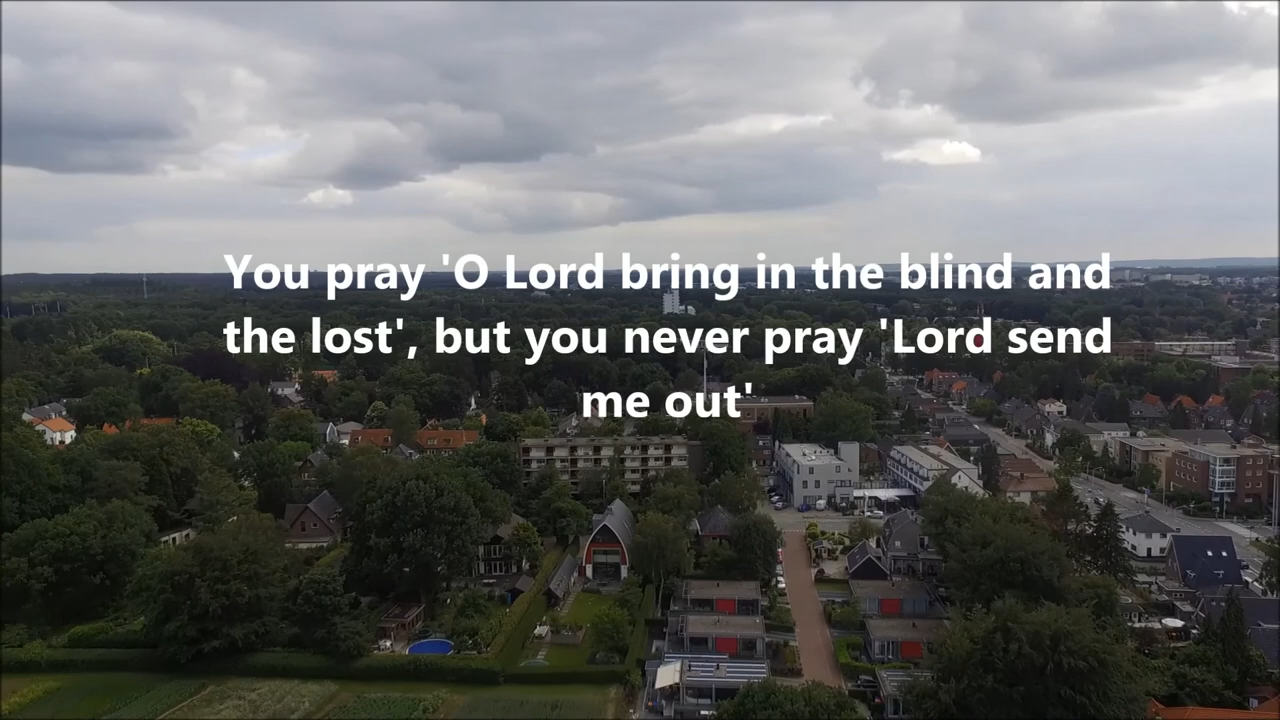 You pray 'O Lord bring in the blind and
the lost', but you never pray 'Lord send
me out'